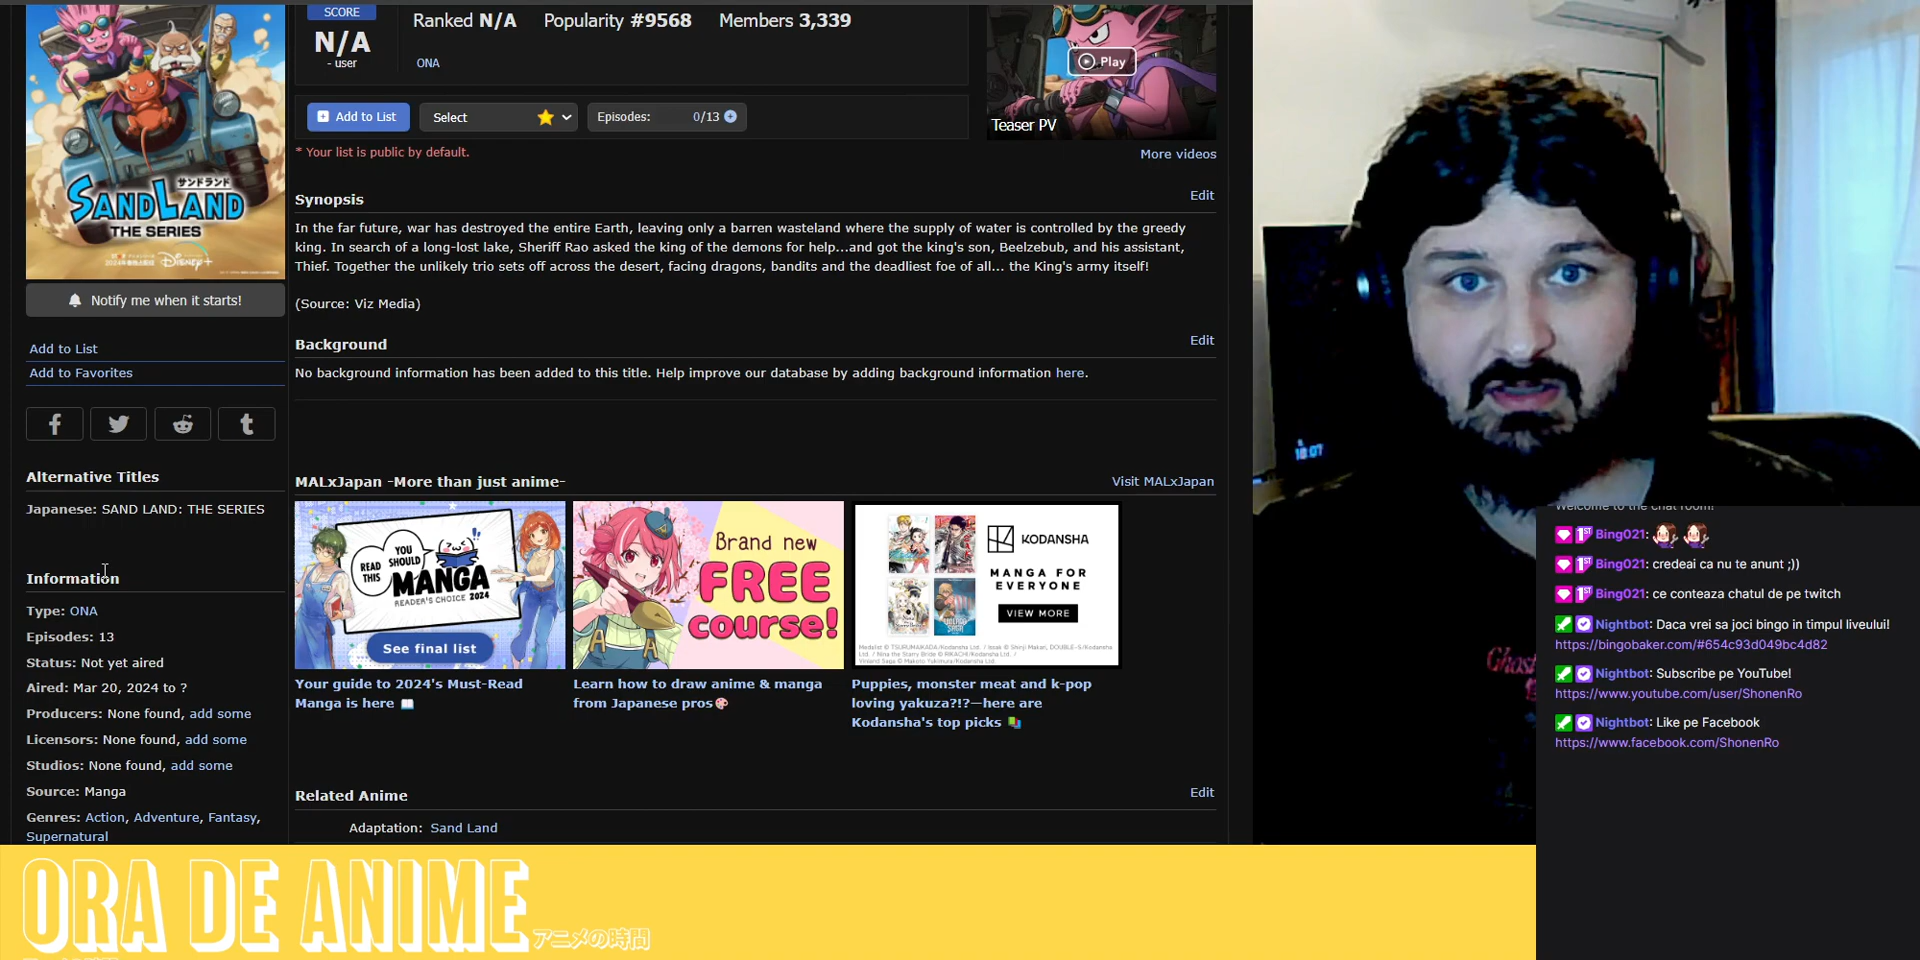 SCORE
N/A
- user
Ranked N/A Popularity #9568 Members 3,339
ONA
Add to List
Select
Episodes: 0/13
* Your list is public by default.
Play
Teaser PV
More videos
サンドランド
SANDLAND
THE SERIES
Disney+
Notify me when it starts!
Add to List
Add to Favorites
Alternative Titles
Japanese: SAND LAND: THE SERIES
Information
Type: ONA
Episodes: 13
Status: Not yet aired
Aired: Mar 20, 2024 to ?
Producers: None found, add some
Licensors: None found, add some
Studios: None found, add some
Source: Manga
Genres: Action, Adventure, Fantasy,
Supernatural
Synopsis
Edit
In the far future, war has destroyed the entire Earth, leaving only a barren wasteland where the supply of water is controlled by the greedy
king. In search of a long-lost lake, Sheriff Rao asked the king of the demons for help...and got the king's son, Beelzebub, and his assistant,
Thief. Together the unlikely trio sets off across the desert, facing dragons, bandits and the deadliest foe of all... the King's army itself!
(Source: Viz Media)
Background
Edit
No background information has been added to this title. Help improve our database by adding background information here.
MALxJapan -More than just anime-
Visit MALxJapan
YOU
SHOULD
READ
THIS
MANGA
READER'S CHOICE 2024
See final list
Brand new
FREE
course!
KODANSHA
MANGA FOR
EVERYONE
VIEW MORE
Your guide to 2024's Must-Read
Manga is here
Learn how to draw anime & manga
from Japanese pros
Puppies, monster meat and k-pop
loving yakuza?!?—here are
Kodansha's top picks
Related Anime
Edit
Adaptation: Sand Land
18:07
Welcome to the chat room!
Bing021:
Bing021: credeai ca nu te anunt ;))
Bing021: ce conteaza chatul de pe twitch
Nightbot: Daca vrei sa joci bingo in timpul liveului!
https://bingobaker.com/#654c93d049bc4d82
Nightbot: Subscribe pe YouTube!
https://www.youtube.com/user/ShonenRo
Nightbot: Like pe Facebook
https://www.facebook.com/ShonenRo
ORA DE ANIME
アニメの時間